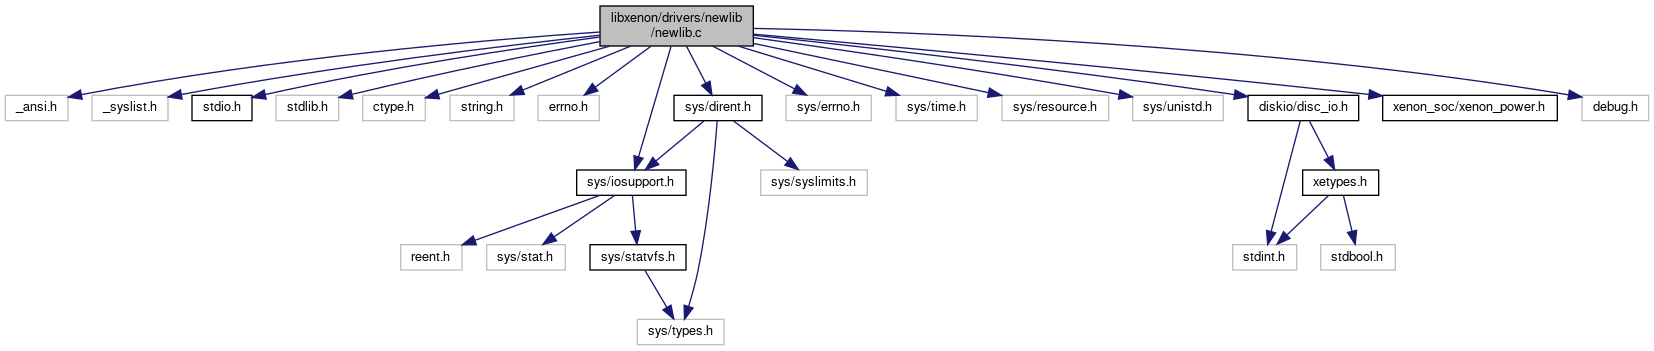 libxenon/drivers/newlib
/newlib.c
_ansi.h
_syslist.h
stdio.h
stdlib.h
ctype.h
string.h
errno.h
sys/dirent.h
sys/errno.h
sys/time.h
sys/resource.h
sys/unistd.h
diskio/disc_io.h
xenon_soc/xenon_power.h
debug.h
sys/iosupport.h
sys/syslimits.h
xetypes.h
reent.h
sys/stat.h
sys/statvfs.h
stdint.h
stdbool.h
sys/types.h